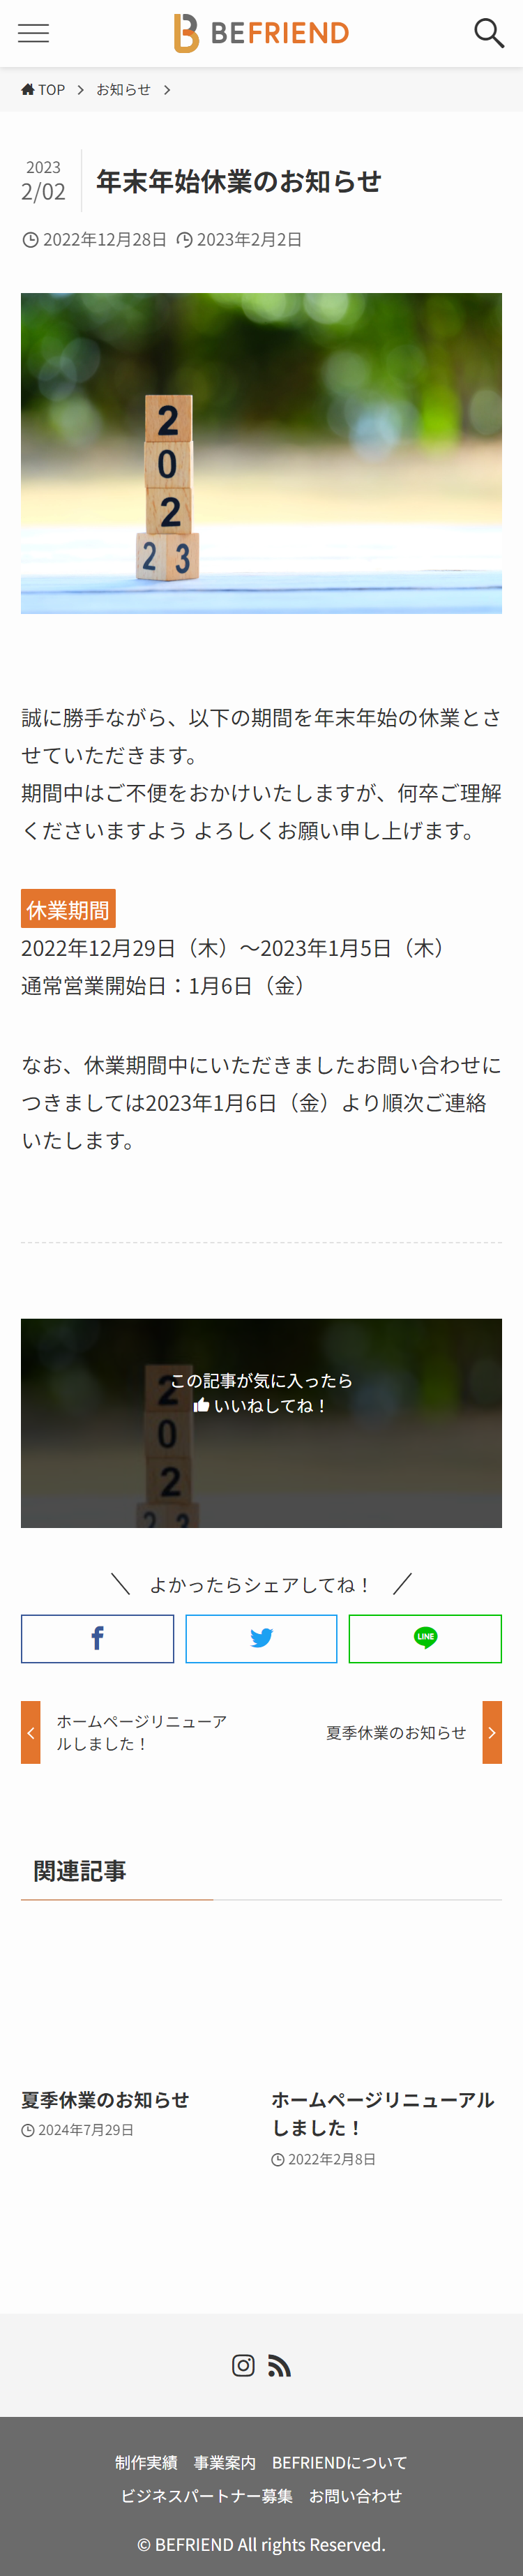 BEFRIEND
TOP お知らせ
2023
2/02
年末年始休業のお知らせ
2022年12月28日 2023年2月2日
2
0
2
2 3
誠に勝手ながら、以下の期間を年末年始の休業とさ
せていただきます。
期間中はご不便をおかけいたしますが、何卒ご理解
くださいますよう よろしくお願い申し上げます。
休業期間
2022年12月29日（木）～2023年1月5日（木）
通常営業開始日：1月6日（金）
なお、休業期間中にいただきましたお問い合わせに
つきましては2023年1月6日（金）より順次ご連絡
いたします。
2
この記事が気に入ったら
いいねしてね！
0
2
2 3
＼ よかったらシェアしてね！ ／
LINE
ホームページリニューア
ルしました！
夏季休業のお知らせ
関連記事
夏季休業のお知らせ
2024年7月29日
ホームページリニューアル
しました！
2022年2月8日
制作実績 事業案内 BEFRIENDについて
ビジネスパートナー募集 お問い合わせ
© BEFRIEND All rights Reserved.